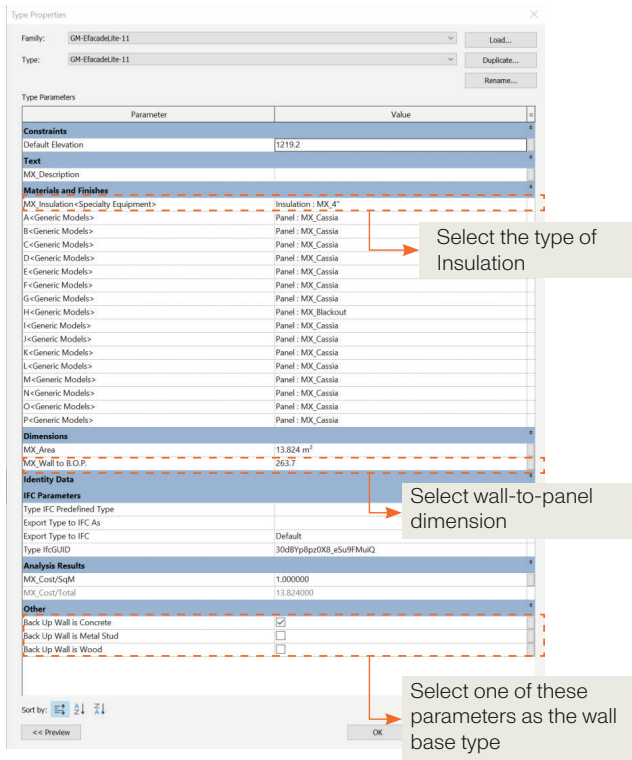 Type Properties
Family: GM-EfacadeLite-11 Load...
Type: GM-EfacadeLite-11 Duplicate...
Rename...
Type Parameters
Parameter Value =
Constraints
Default Elevation 1219.2
Text
MX_Description
Materials and Finishes
MX_Insulation<Specialty Equipment> Insulation : MX_4"
A<Generic Models> Panel : MX_Cassia
B<Generic Models> Panel : MX_Cassia
C<Generic Models> Panel : MX_Cassia
D<Generic Models> Panel : MX_Cassia
E<Generic Models> Panel : MX_Cassia
F<Generic Models> Panel : MX_Cassia
G<Generic Models> Panel : MX_Cassia
H<Generic Models> Panel : MX_Blackout
I<Generic Models> Panel : MX_Cassia
J<Generic Models> Panel : MX_Cassia
K<Generic Models> Panel : MX_Cassia
L<Generic Models> Panel : MX_Cassia
M<Generic Models> Panel : MX_Cassia
N<Generic Models> Panel : MX_Cassia
O<Generic Models> Panel : MX_Cassia
P<Generic Models> Panel : MX_Cassia
Select the type of
Insulation
Dimensions
MX_Area 13.824 m²
MX_Wall to B.O.P. 263.7
Identity Data
IFC Parameters
Type IFC Predefined Type
Export Type to IFC As
Export Type to IFC Default
Type IfcGUID 30dBYp8pz0X8_eSu9FMuiQ
Select wall-to-panel
dimension
Analysis Results
MX_Cost/SqM 1.000000
MX_Cost/Total 13.824000
Other
Back Up Wall is Concrete
Back Up Wall is Metal Stud
Back Up Wall is Wood
Select one of these
parameters as the wall
base type
Sort by:
<< Preview OK